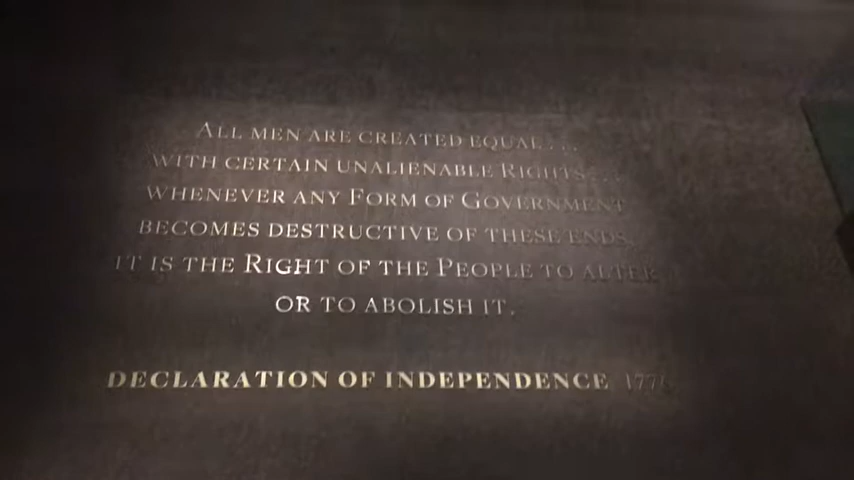 ALL MEN ARE CREATED EQUAL...
WITH CERTAIN UNALIENABLE RIGHTS...
WHENEVER ANY FORM OF GOVERNMENT
BECOMES DESTRUCTIVE OF THESE ENDS,
IT IS THE RIGHT OF THE PEOPLE TO ALTER
OR TO ABOLISH IT.
DECLARATION OF INDEPENDENCE 1776